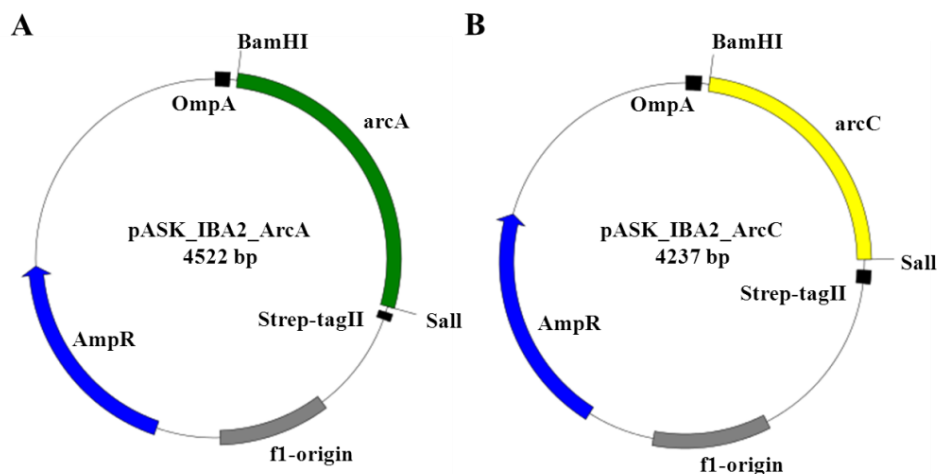 A
BamHI
OmpA
arcA
pASK_IBA2_ArcA
4522 bp
Strep-tagII
SalI
AmpR
f1-origin
B
BamHI
OmpA
arcC
pASK_IBA2_ArcC
4237 bp
SalI
Strep-tagII
AmpR
f1-origin